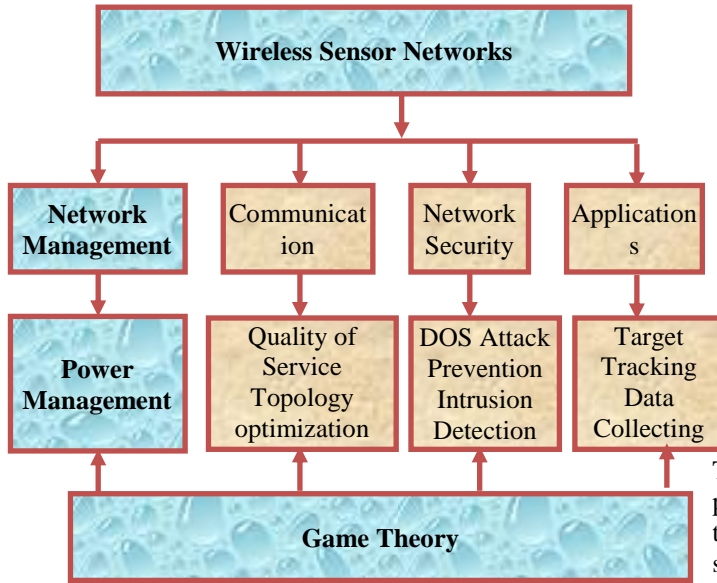 Wireless Sensor Networks
Network
Management
Communicat
ion
Network
Security
Application
s
Power
Management
Quality of
Service
Topology
optimization
DOS Attack
Prevention
Intrusion
Detection
Target
Tracking
Data
Collecting
Game Theory